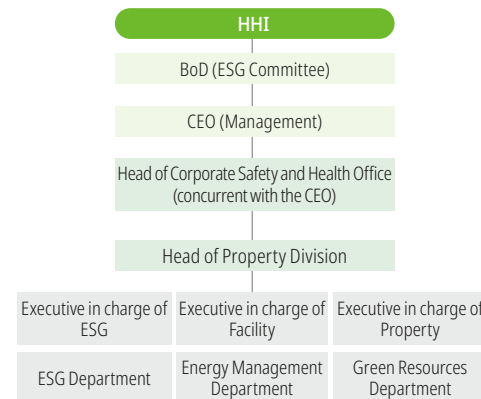 HHI
BoD (ESG Committee)
CEO (Management)
Head of Corporate Safety and Health Office
(concurrent with the CEO)
Head of Property Division
Executive in charge of
ESG
Executive in charge of
Facility
Executive in charge of
Property
ESG Department
Energy Management
Department
Green Resources
Department